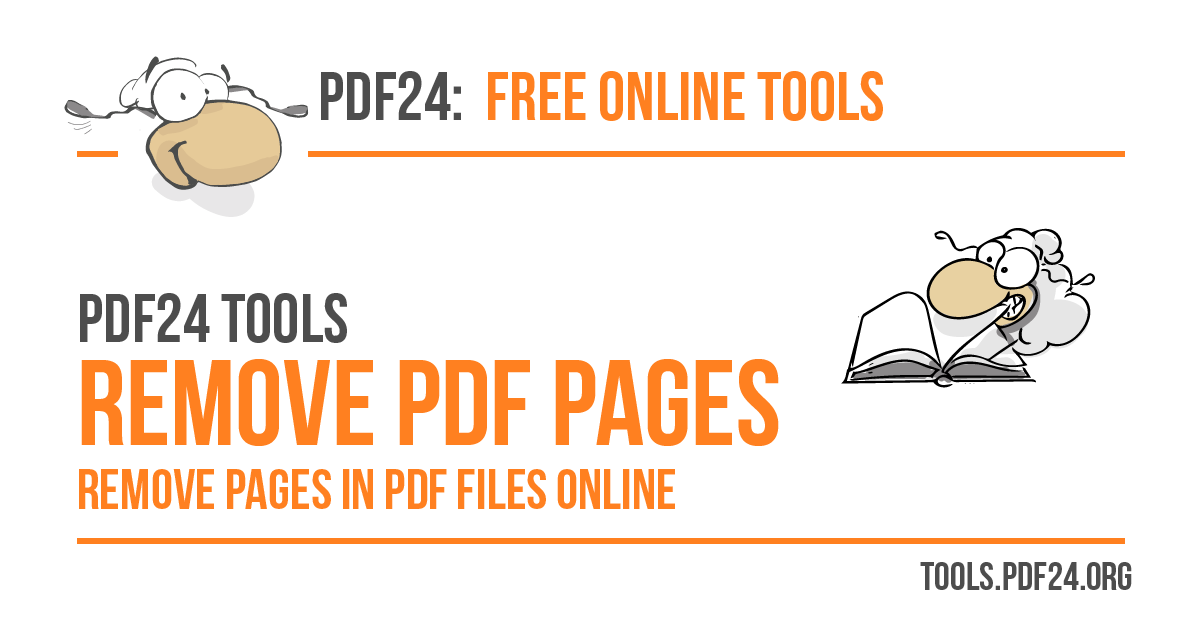 PDF24: FREE ONLINE TOOLS
PDF24 TOOLS
REMOVE PDF PAGES
REMOVE PAGES IN PDF FILES ONLINE
TOOLS.PDF24.ORG